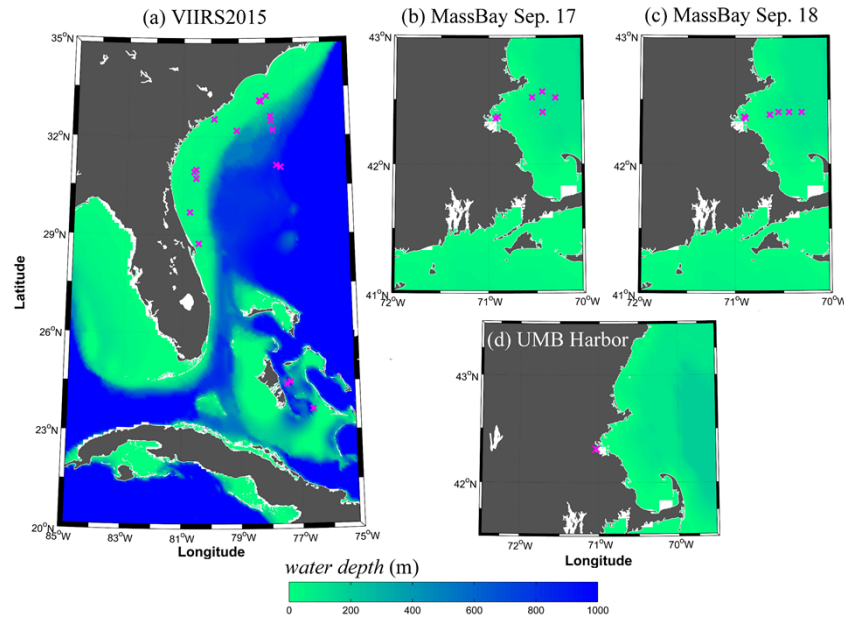 (a) VIIRS2015
(b) MassBay Sep. 17
(c) MassBay Sep. 18
35°N
32°N
29°N
26°N
23°N
20°N
Latitude
85°W
83°W
81°W
79°W
77°W
75°W
Longitude
43°N
42°N
41°N
72°W
71°W
70°W
43°N
42°N
41°N
72°W
71°W
70°W
(d) UMB Harbor
43°N
42°N
72°W
71°W
70°W
Longitude
water depth (m)
0 200 400 600 800 1000